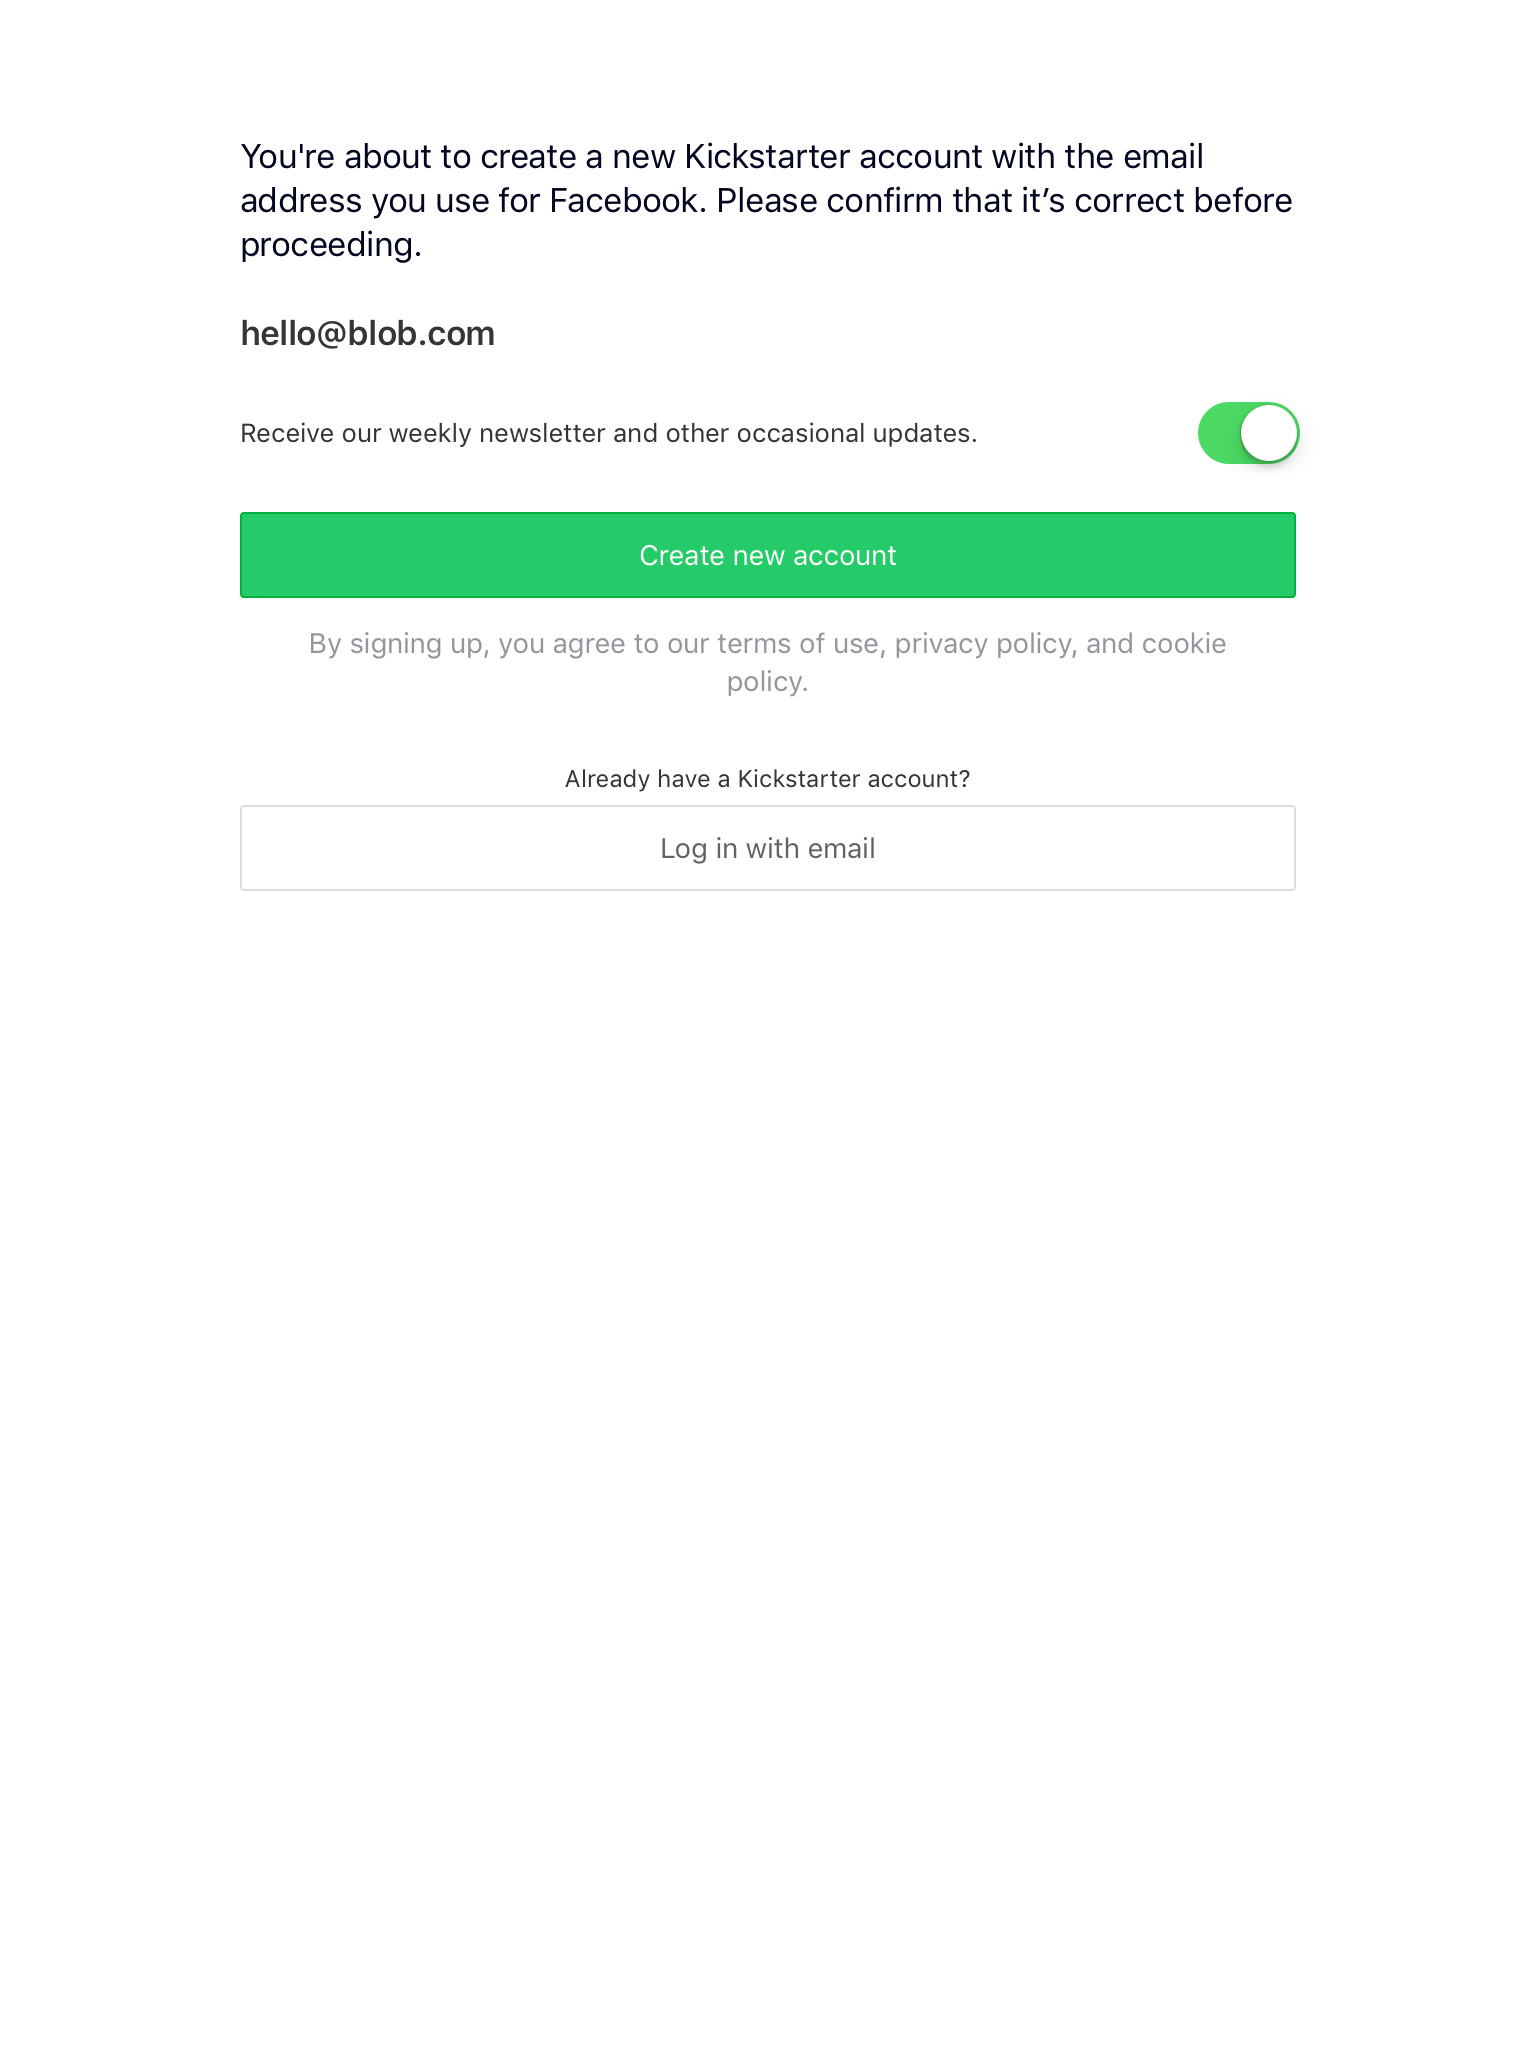 You're about to create a new Kickstarter account with the email
address you use for Facebook. Please confirm that it’s correct before
proceeding.
hello@blob.com
Receive our weekly newsletter and other occasional updates.
Create new account
By signing up, you agree to our terms of use, privacy policy, and cookie
policy.
Already have a Kickstarter account?
Log in with email